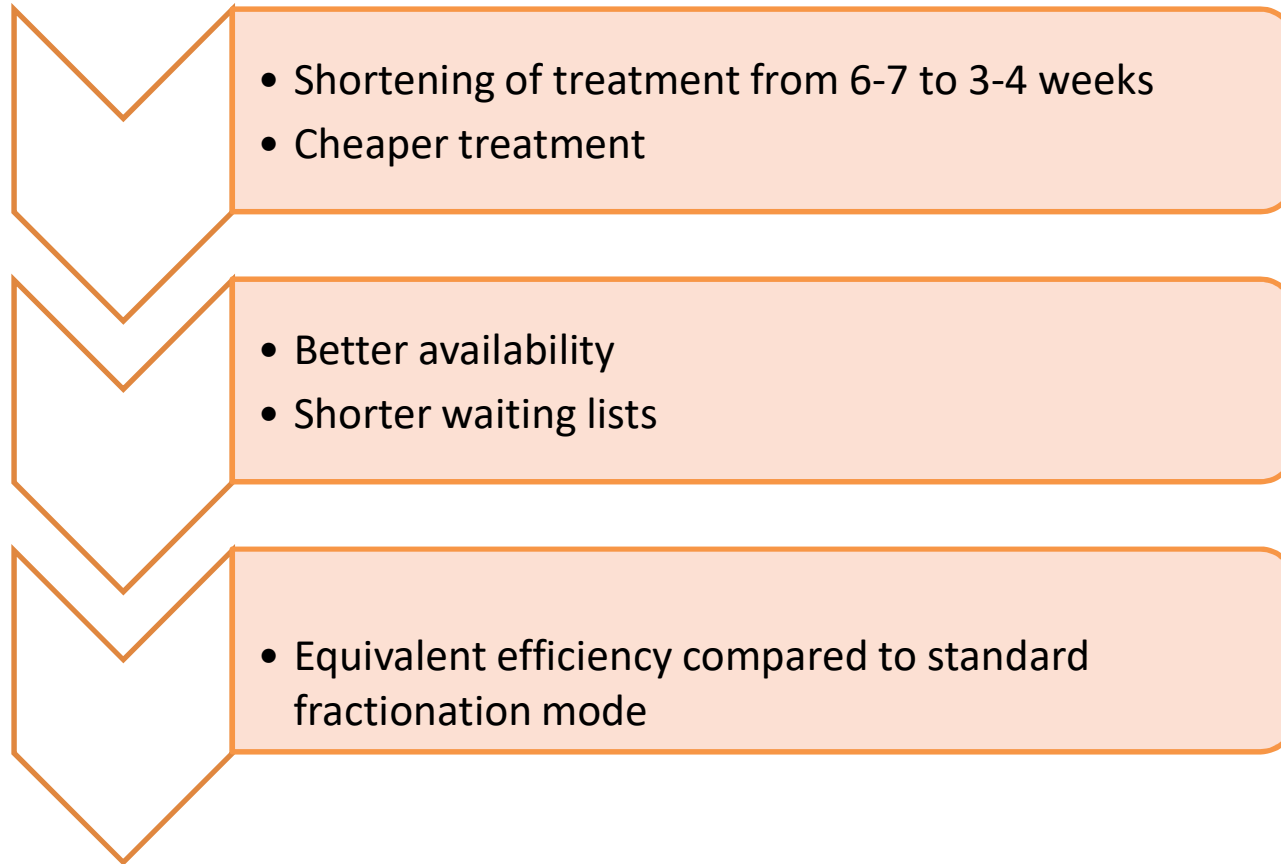 • Shortening of treatment from 6-7 to 3-4 weeks
• Cheaper treatment
• Better availability
• Shorter waiting lists
• Equivalent efficiency compared to standard
fractionation mode